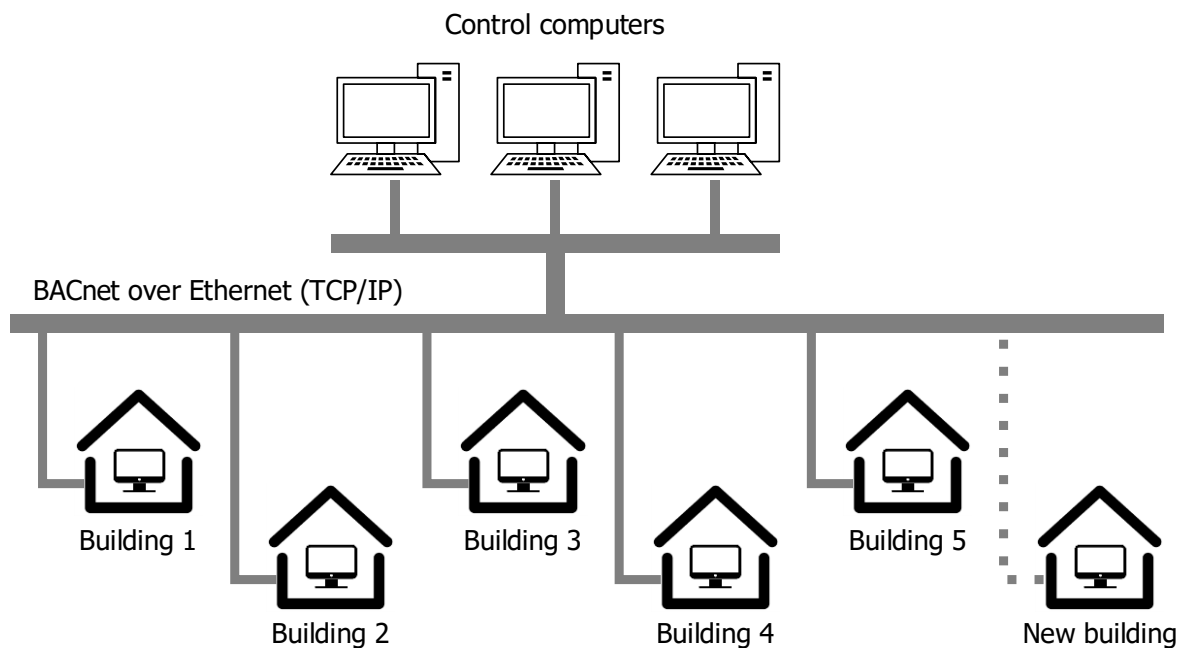 Control computers
BACnet over Ethernet (TCP/IP)
Building 1
Building 3
Building 5
Building 2
Building 4
New building